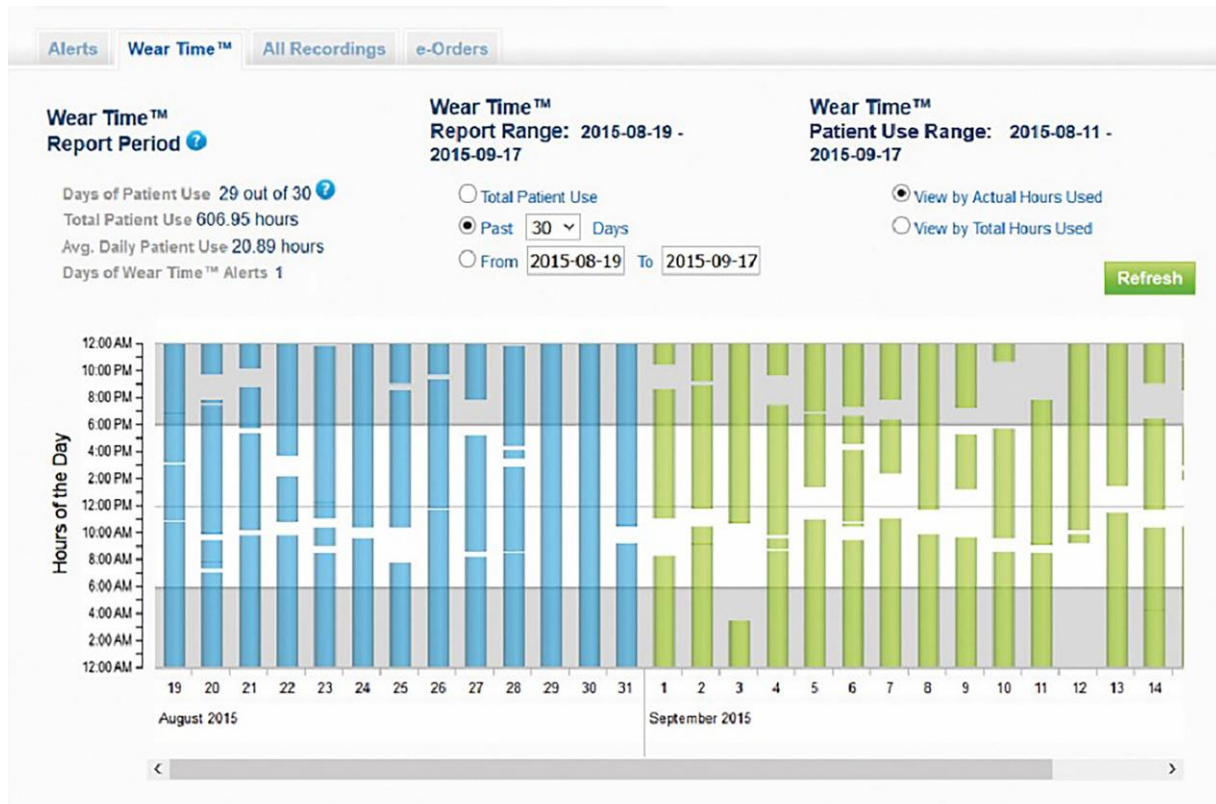 Alerts Wear Time™ All Recordings e-Orders
Wear Time™
Report Period ?
Days of Patient Use 29 out of 30 ?
Total Patient Use 606.95 hours
Avg. Daily Patient Use 20.89 hours
Days of Wear Time™ Alerts 1
Wear Time™
Report Range: 2015-08-19 -
2015-09-17
Total Patient Use
Past 30 Days
From 2015-08-19 To 2015-09-17
Wear Time™
Patient Use Range: 2015-08-11 -
2015-09-17
View by Actual Hours Used
View by Total Hours Used
Refresh
Hours of the Day
12:00 AM
10:00 PM
8:00 PM
6:00 PM
4:00 PM
2:00 PM
12:00 PM
10:00 AM
8:00 AM
6:00 AM
4:00 AM
2:00 AM
12:00 AM
19 20 21 22 23 24 25 26 27 28 29 30 31 1 2 3 4 5 6 7 8 9 10 11 12 13 14
August 2015 September 2015